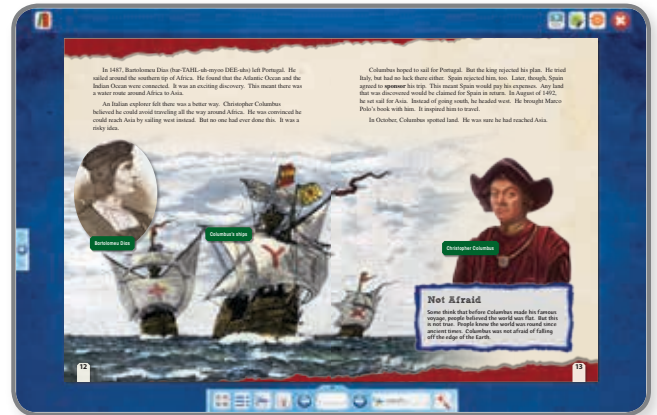 In 1487, Bartolomeu Dias (bar-TAHL-uh-myoo DEE-uhs) left Portugal. He
sailed around the southern tip of Africa. He found that the Atlantic Ocean and the
Indian Ocean were connected. It was an exciting discovery. This meant there was
a water route around Africa to Asia.
An Italian explorer felt there was a better way. Christopher Columbus
believed he could avoid traveling all the way around Africa. He was convinced he
could reach Asia by sailing west instead. But no one had ever done this. It was a
risky idea.
Bartolomeu Dias
Columbus's ships
12
Columbus hoped to sail for Portugal. But the king rejected his plan. He tried
Italy, but had no luck there either. Spain rejected him, too. Later, though, Spain
agreed to sponsor his trip. This meant Spain would pay his expenses. Any land
that was discovered would be claimed for Spain in return. In August of 1492,
he set sail for Asia. Instead of going south, he headed west. He brought Marco
Polo's book with him. It inspired him to travel.
In October, Columbus spotted land. He was sure he had reached Asia.
Christopher Columbus
Not Afraid
Some think that before Columbus made his famous
voyage, people believed the world was flat. But this
is not true. People knew the world was round since
ancient times. Columbus was not afraid of falling
off the edge of the Earth.
13